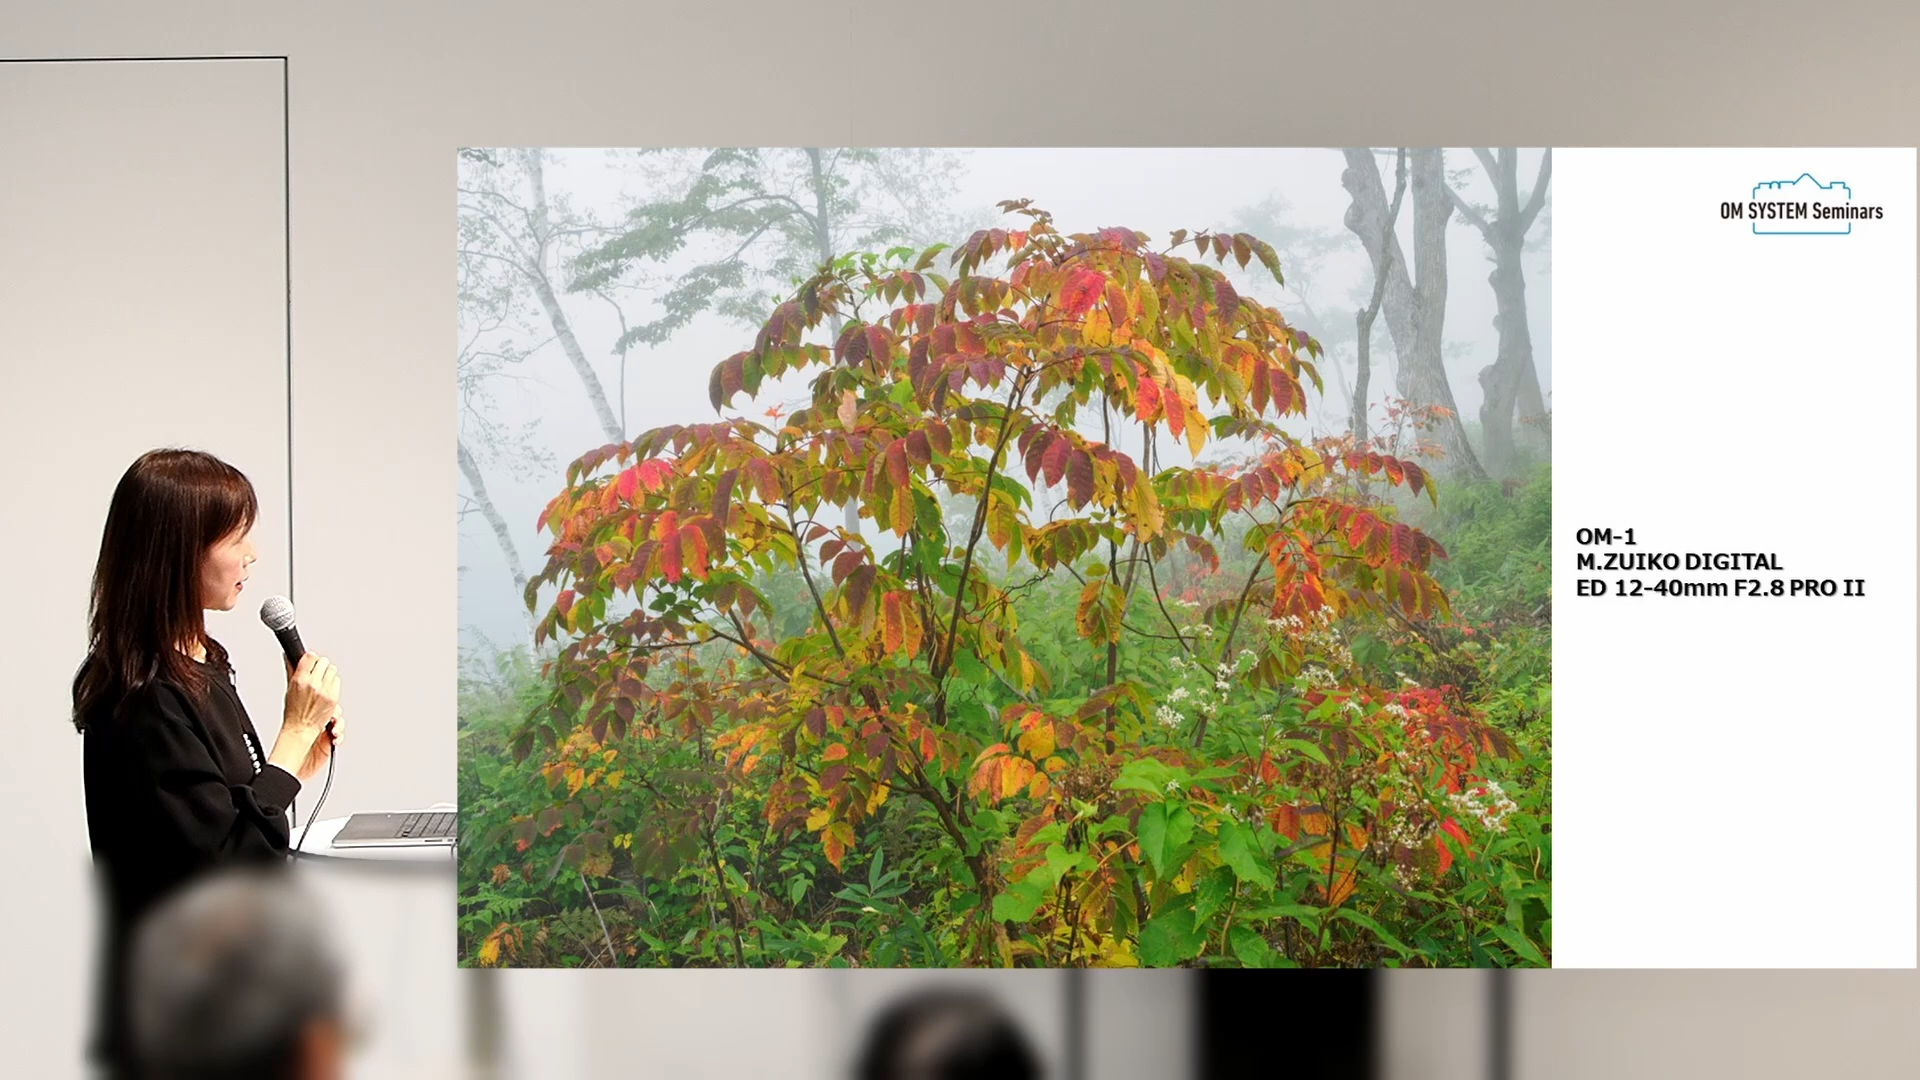 OM SYSTEM Seminars
OM-1
M.ZUIKO DIGITAL
ED 12-40mm F2.8 PRO II